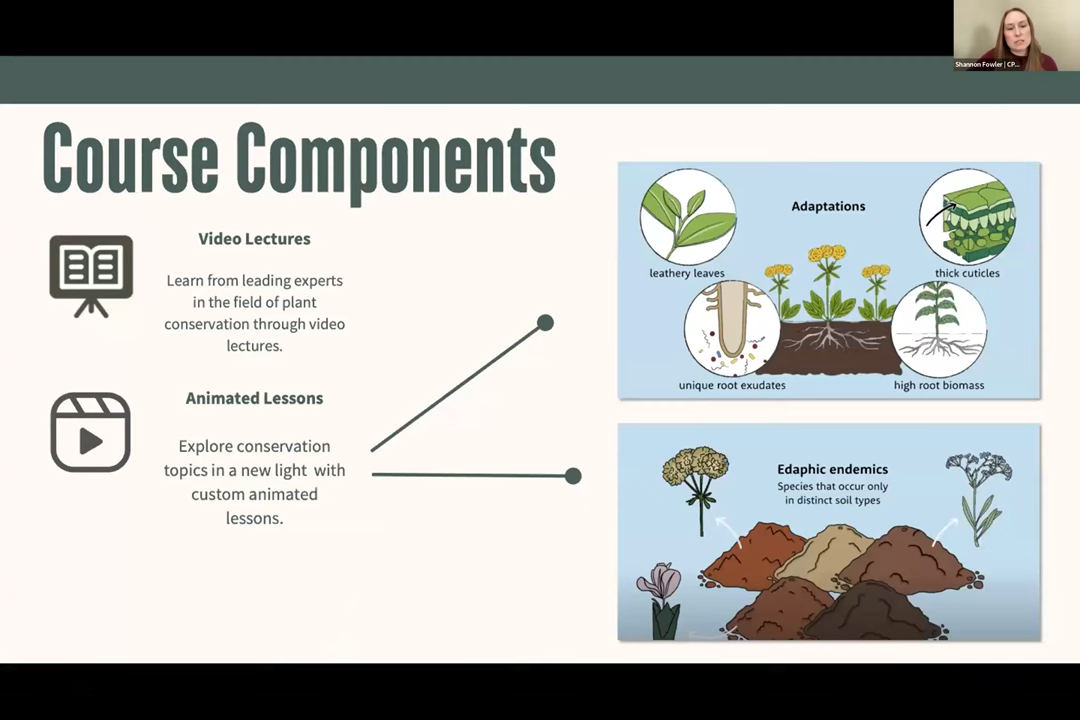 Shannon Fowler | CP...
Course Components
Video Lectures
Learn from leading experts
in the field of plant
conservation through video
lectures.
Animated Lessons
Explore conservation
topics in a new light with
custom animated
lessons.
Adaptations
leathery leaves
thick cuticles
unique root exudates
high root biomass
Edaphic endemics
Species that occur only
in distinct soil types